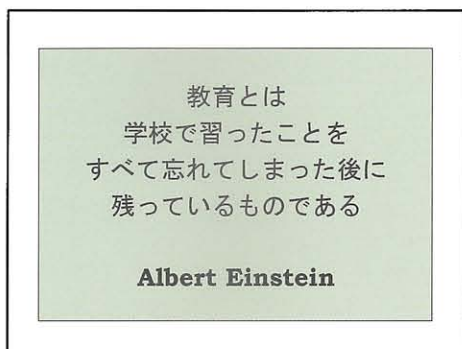 教育とは
学校で習ったことを
すべて忘れてしまった後に
残っているものである
Albert Einstein